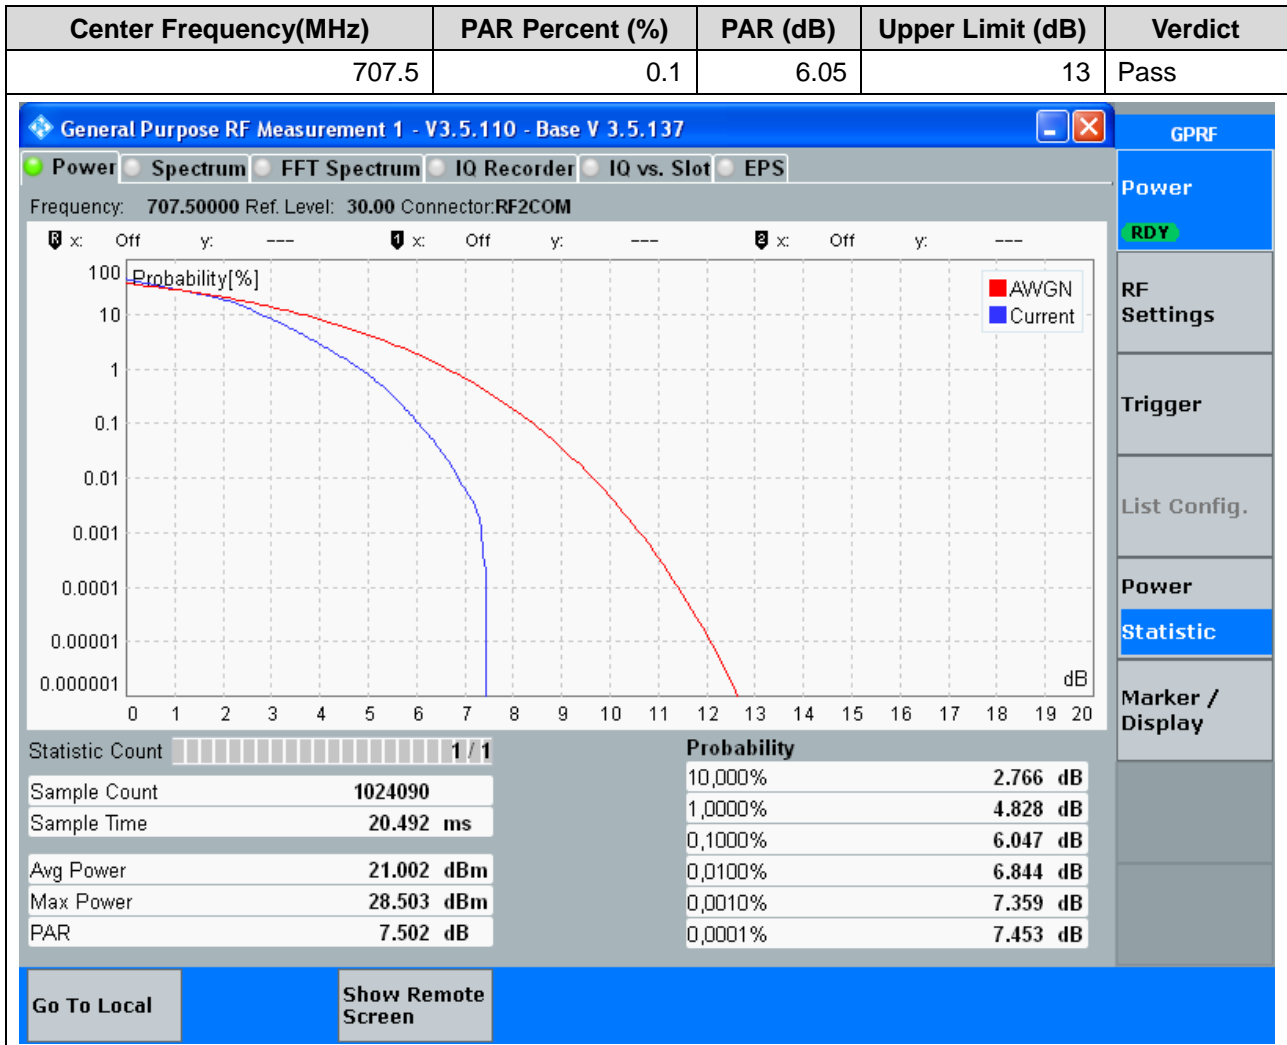 Center Frequency(MHz) PAR Percent (%) PAR (dB) Upper Limit (dB) Verdict
707.5 0.1 6.05 13 Pass
General Purpose RF Measurement 1 - V3.5.110 - Base V 3.5.137
GPRF
Power Spectrum FFT Spectrum IQ Recorder IQ vs. Slot EPS
Frequency: 707.50000 Ref. Level: 30.00 Connector:RF2COM
R x: Off y: --- 1 x: Off y: --- 2 x: Off y: ---
Probability[%]
AWGN
Current
100
10
1
0.1
0.01
0.001
0.0001
0.00001
0.000001
dB
0 1 2 3 4 5 6 7 8 9 10 11 12 13 14 15 16 17 18 19 20
Statistic Count 1 / 1
Sample Count 1024090
Sample Time 20.492 ms
Avg Power 21.002 dBm
Max Power 28.503 dBm
PAR 7.502 dB
Probability
10,000% 2.766 dB
1,0000% 4.828 dB
0,1000% 6.047 dB
0,0100% 6.844 dB
0,0010% 7.359 dB
0,0001% 7.453 dB
Power
RDY
RF
Settings
Trigger
List Config.
Power
Statistic
Marker /
Display
Go To Local
Show Remote
Screen